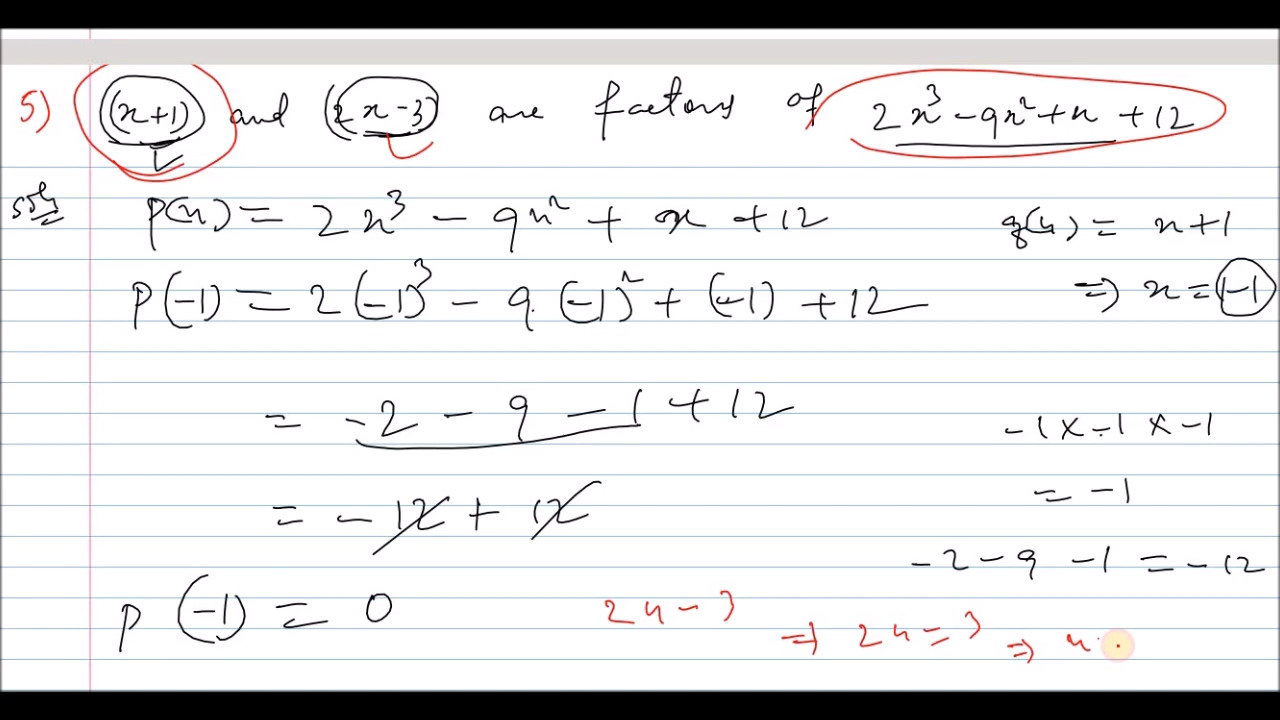 5) (x+1) and (2x-3) are factors of 2x³-9x²+x+12
soln p(x) = 2x³ - 9x² + x + 12
g(x) = x+1
p(-1) = 2(-1)³ - 9.(-1)² + (-1) + 12
⇒ x = -1
= -2 - 9 - 1 + 12
-1 x -1 x -1
= -12 + 12
= -1
-2 - 9 - 1 = -12
p(-1) = 0
2x - 3
⇒ 2x = 3
⇒ x